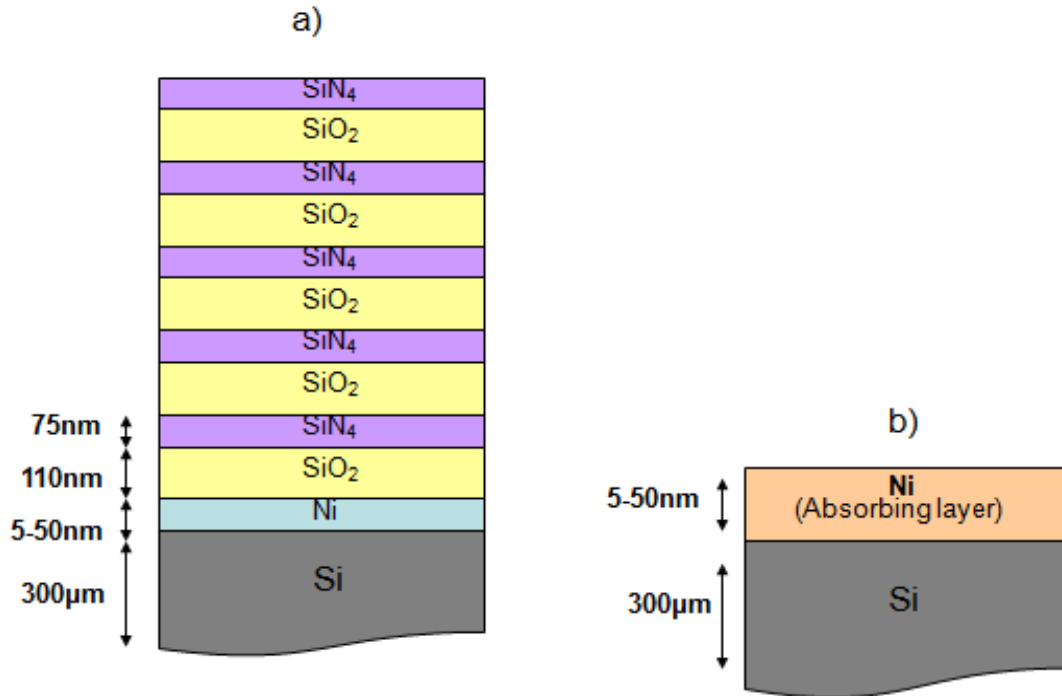 a)
SiN₄
SiO₂
SiN₄
SiO₂
SiN₄
SiO₂
SiN₄
SiO₂
75nm
SiN₄
110nm
SiO₂
5-50nm
Ni
300µm
Si
b)
5-50nm
Ni
(Absorbing layer)
300µm
Si